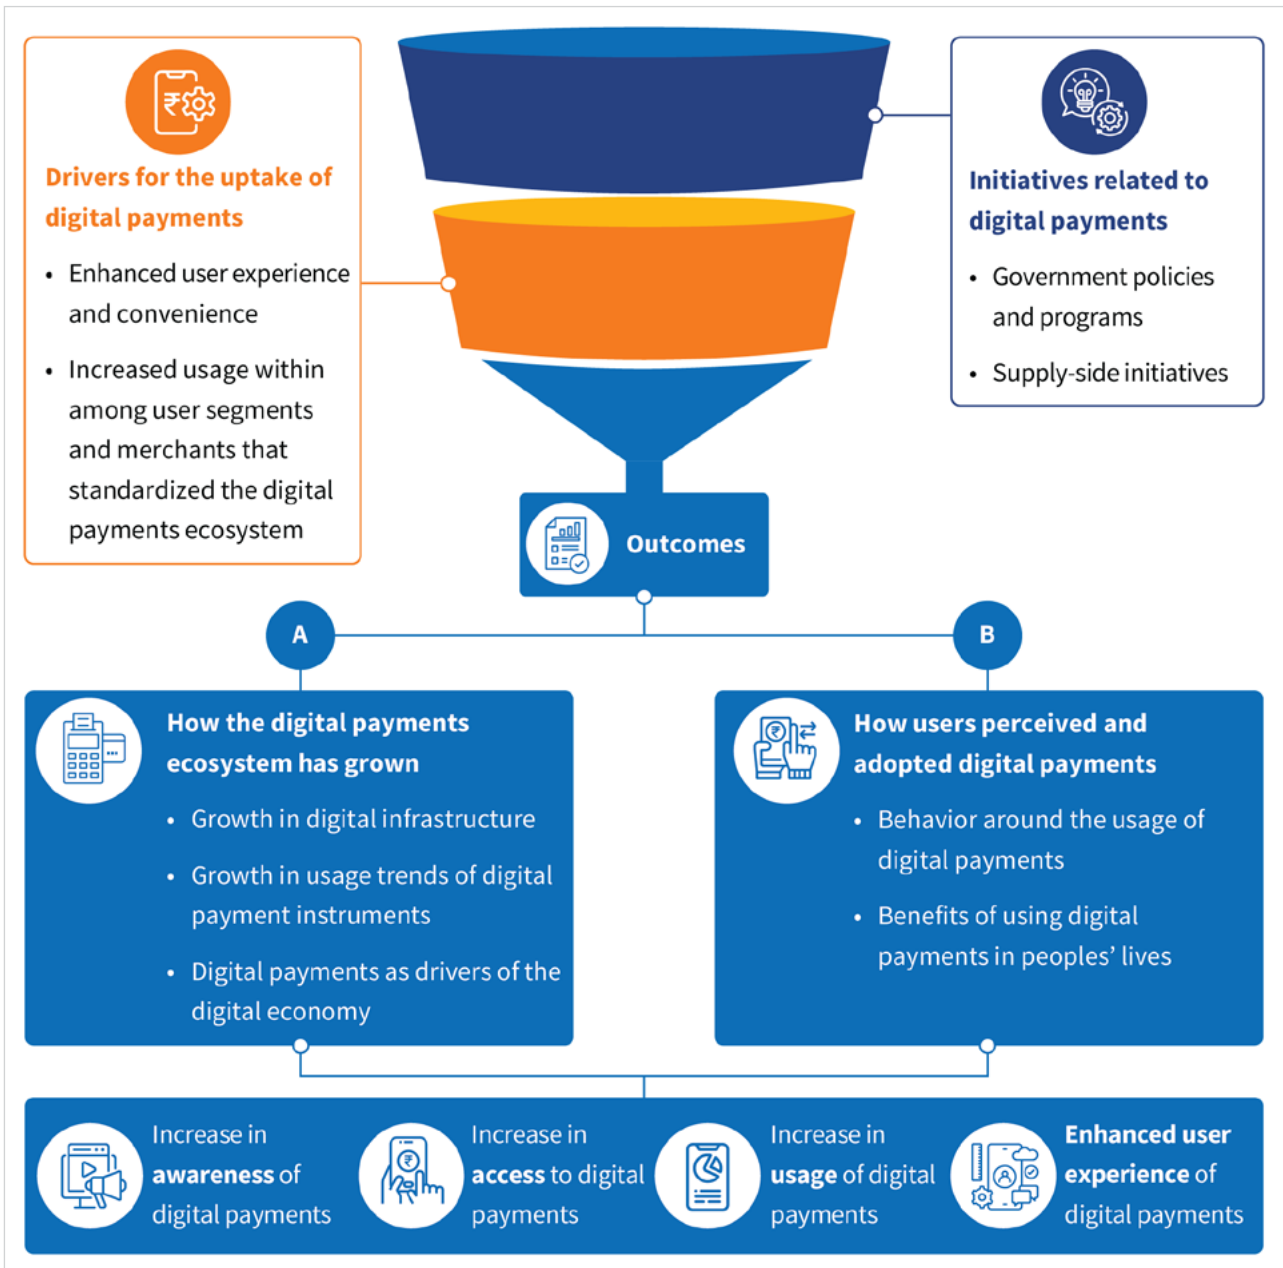 Drivers for the uptake of
digital payments
• Enhanced user experience
and convenience
• Increased usage within
among user segments
and merchants that
standardized the digital
payments ecosystem
Initiatives related to
digital payments
• Government policies
and programs
• Supply-side initiatives
Outcomes
A
B
How the digital payments
ecosystem has grown
• Growth in digital infrastructure
• Growth in usage trends of digital
payment instruments
• Digital payments as drivers of the
digital economy
How users perceived and
adopted digital payments
• Behavior around the usage of
digital payments
• Benefits of using digital
payments in peoples’ lives
Increase in
awareness of
digital payments
Increase in
access to digital
payments
Increase in
usage of digital
payments
Enhanced user
experience of
digital payments